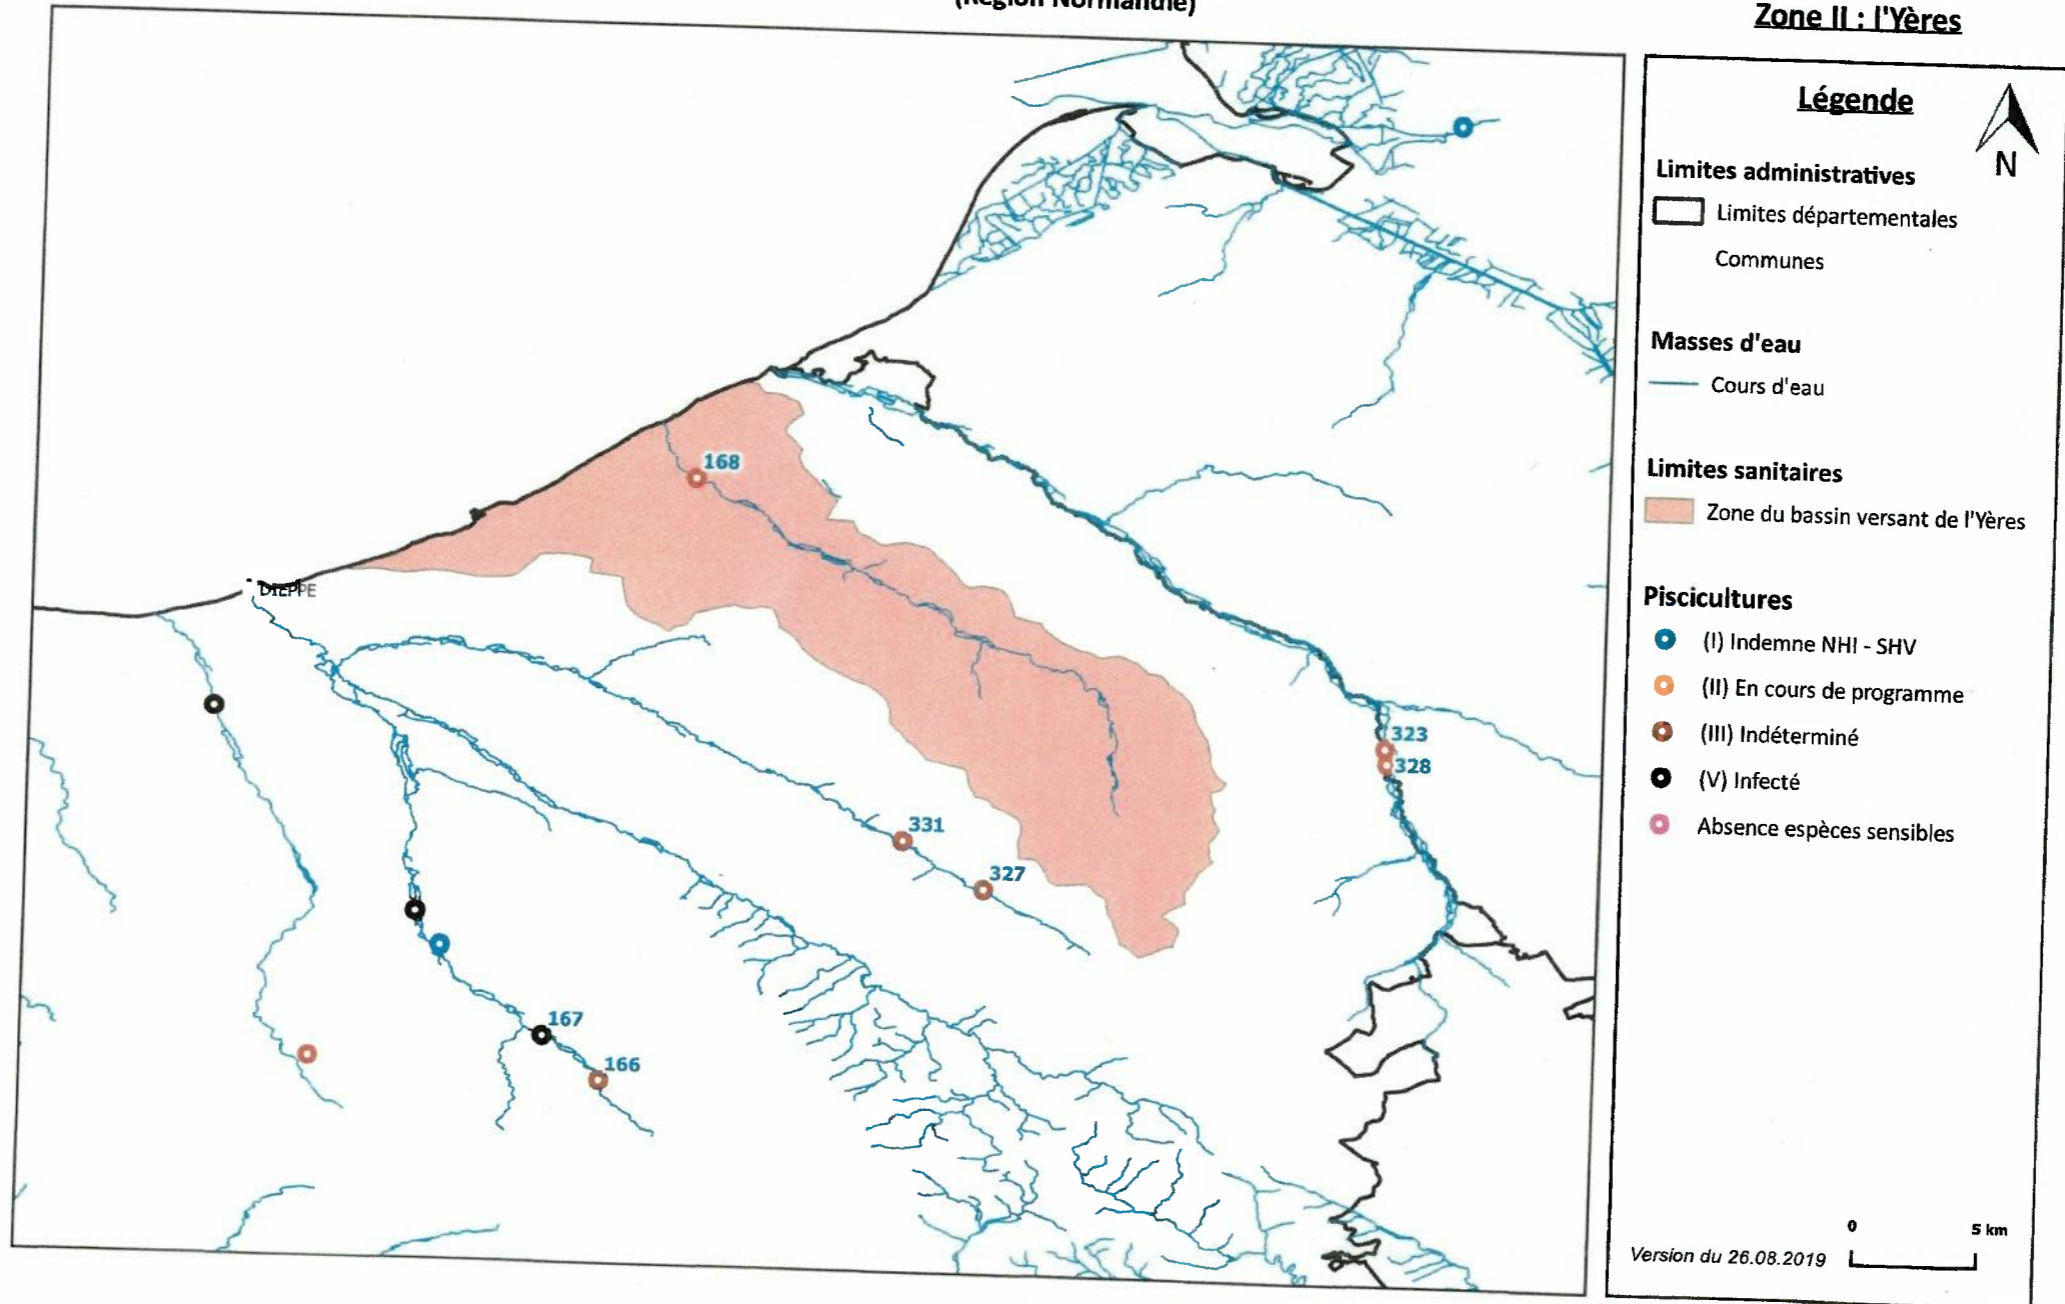 (Région Normandie)
Zone II : l'Yères
Légende
N
Limites administratives
Limites départementales
Communes
Masses d'eau
Cours d'eau
Limites sanitaires
Zone du bassin versant de l'Yères
Piscicultures
(I) Indemne NHI - SHV
(II) En cours de programme
(III) Indéterminé
(V) Infecté
Absence espèces sensibles
0 5 km
Version du 26.08.2019
168
DIEPPE
323
328
331
327
167
166